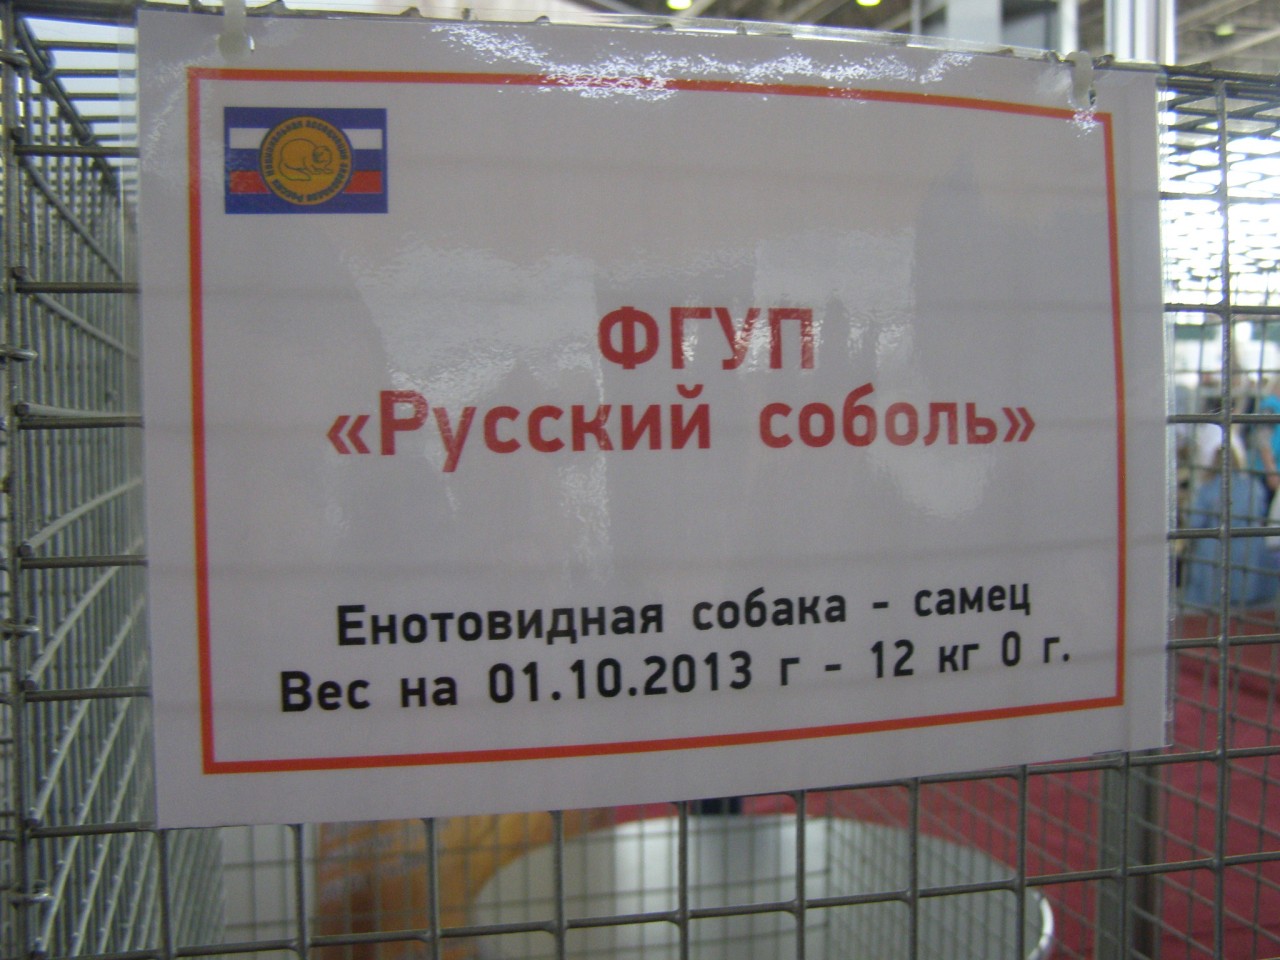 ФГУП
«Русский соболь»
Енотовидная собака - самец
Вес на 01.10.2013 г - 12 кг 0 г.